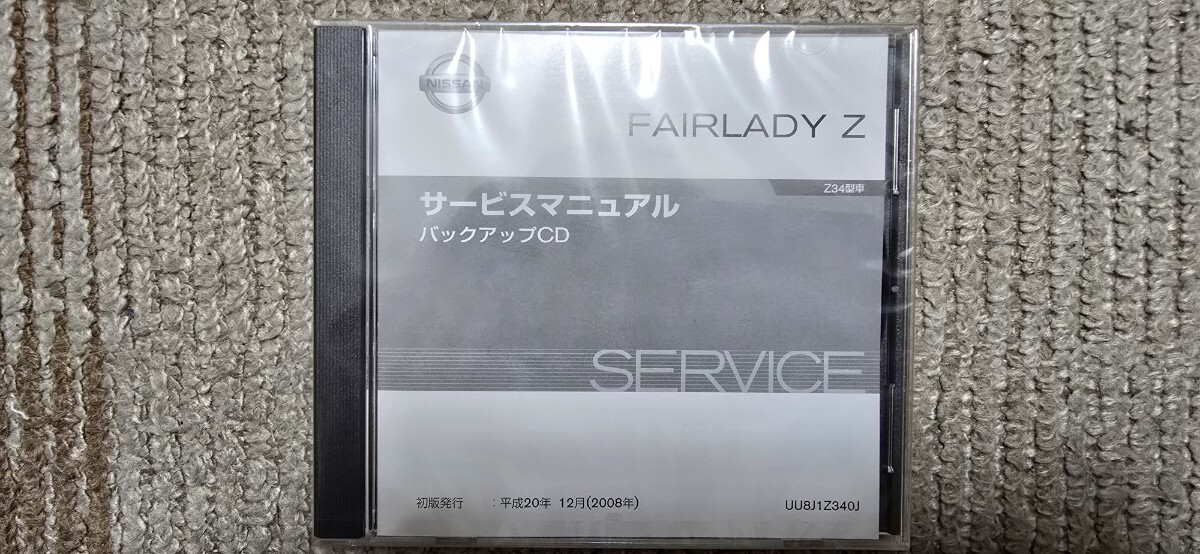 NISSAN
FAIRLADY Z
Z34型車
サービスマニュアル
バックアップCD
SERVICE
初版発行 : 平成20年 12月(2008年)
UU8J1Z340J